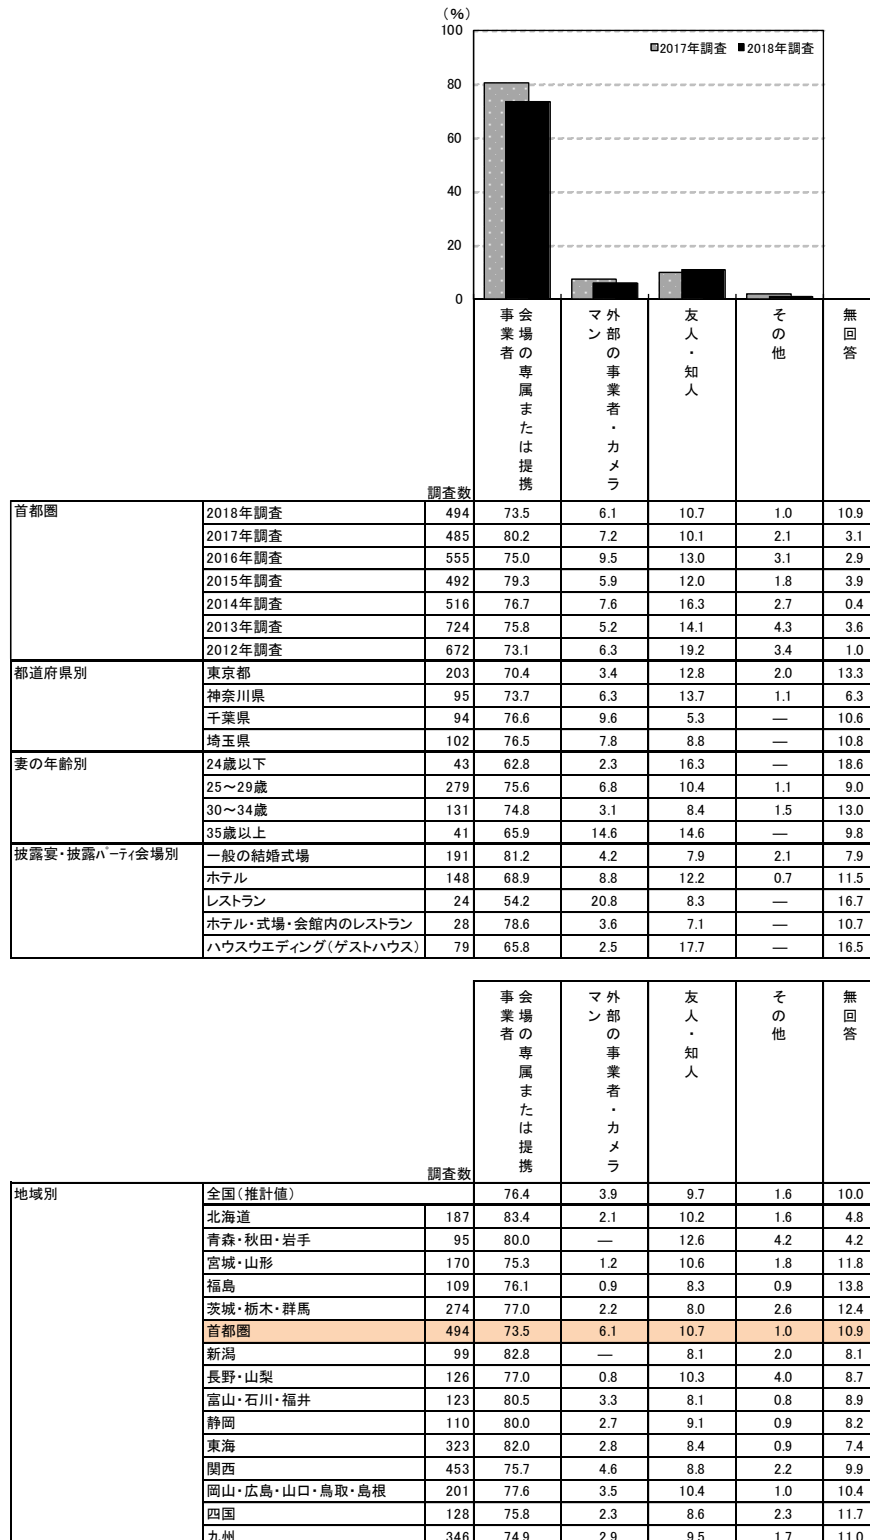 (%)
100
□2017年調査 ■2018年調査
80
60
40
20
0
会場の専属または提携事業者
外部の事業者・カメラマン
友人・知人
その他
無回答
調査数
首都圏 2018年調査 494 73.5 6.1 10.7 1.0 10.9
2017年調査 485 80.2 7.2 10.1 2.1 3.1
2016年調査 555 75.0 9.5 13.0 3.1 2.9
2015年調査 492 79.3 5.9 12.0 1.8 3.9
2014年調査 516 76.7 7.6 16.3 2.7 0.4
2013年調査 724 75.8 5.2 14.1 4.3 3.6
2012年調査 672 73.1 6.3 19.2 3.4 1.0
都道府県別 東京都 203 70.4 3.4 12.8 2.0 13.3
神奈川県 95 73.7 6.3 13.7 1.1 6.3
千葉県 94 76.6 9.6 5.3 — 10.6
埼玉県 102 76.5 7.8 8.8 — 10.8
妻の年齢別 24歳以下 43 62.8 2.3 16.3 — 18.6
25～29歳 279 75.6 6.8 10.4 1.1 9.0
30～34歳 131 74.8 3.1 8.4 1.5 13.0
35歳以上 41 65.9 14.6 14.6 — 9.8
披露宴・披露ﾊﾟｰﾃｨ会場別 一般の結婚式場 191 81.2 4.2 7.9 2.1 7.9
ホテル 148 68.9 8.8 12.2 0.7 11.5
レストラン 24 54.2 20.8 8.3 — 16.7
ホテル・式場・会館内のレストラン 28 78.6 3.6 7.1 — 10.7
ハウスウエディング(ゲストハウス) 79 65.8 2.5 17.7 — 16.5
会場の専属または提携事業者
外部の事業者・カメラマン
友人・知人
その他
無回答
調査数
地域別 全国(推計値) 76.4 3.9 9.7 1.6 10.0
北海道 187 83.4 2.1 10.2 1.6 4.8
青森・秋田・岩手 95 80.0 — 12.6 4.2 4.2
宮城・山形 170 75.3 1.2 10.6 1.8 11.8
福島 109 76.1 0.9 8.3 0.9 13.8
茨城・栃木・群馬 274 77.0 2.2 8.0 2.6 12.4
首都圏 494 73.5 6.1 10.7 1.0 10.9
新潟 99 82.8 — 8.1 2.0 8.1
長野・山梨 126 77.0 0.8 10.3 4.0 8.7
富山・石川・福井 123 80.5 3.3 8.1 0.8 8.9
静岡 110 80.0 2.7 9.1 0.9 8.2
東海 323 82.0 2.8 8.4 0.9 7.4
関西 453 75.7 4.6 8.8 2.2 9.9
岡山・広島・山口・鳥取・島根 201 77.6 3.5 10.4 1.0 10.4
四国 128 75.8 2.3 8.6 2.3 11.7
九州 346 74.9 2.9 9.5 1.7 11.0